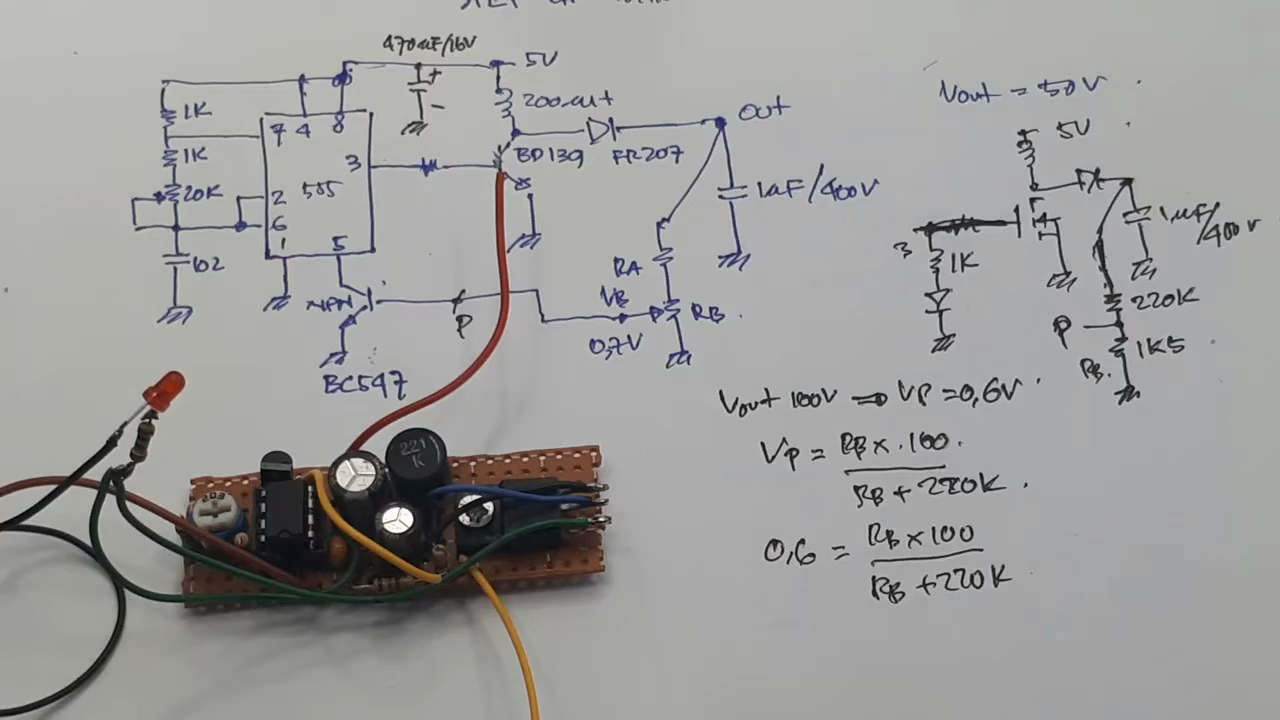 470uF/16V
5V
200uH
1K
1K
20K
102
7 4 8
3
555
2
6
1 5
BD139
FR207
OUT
1uF/400V
RA
RB
VB
0,7V
P
NPN
BC547
Vout = 50V
5V
3
1K
1uF/
400V
220K
P
RB
1K5
Vout 100V ⇒ VP = 0,6V
VP = RB x 100
RB + 220K
0,6 = RB x 100
RB + 220K
221
K
203